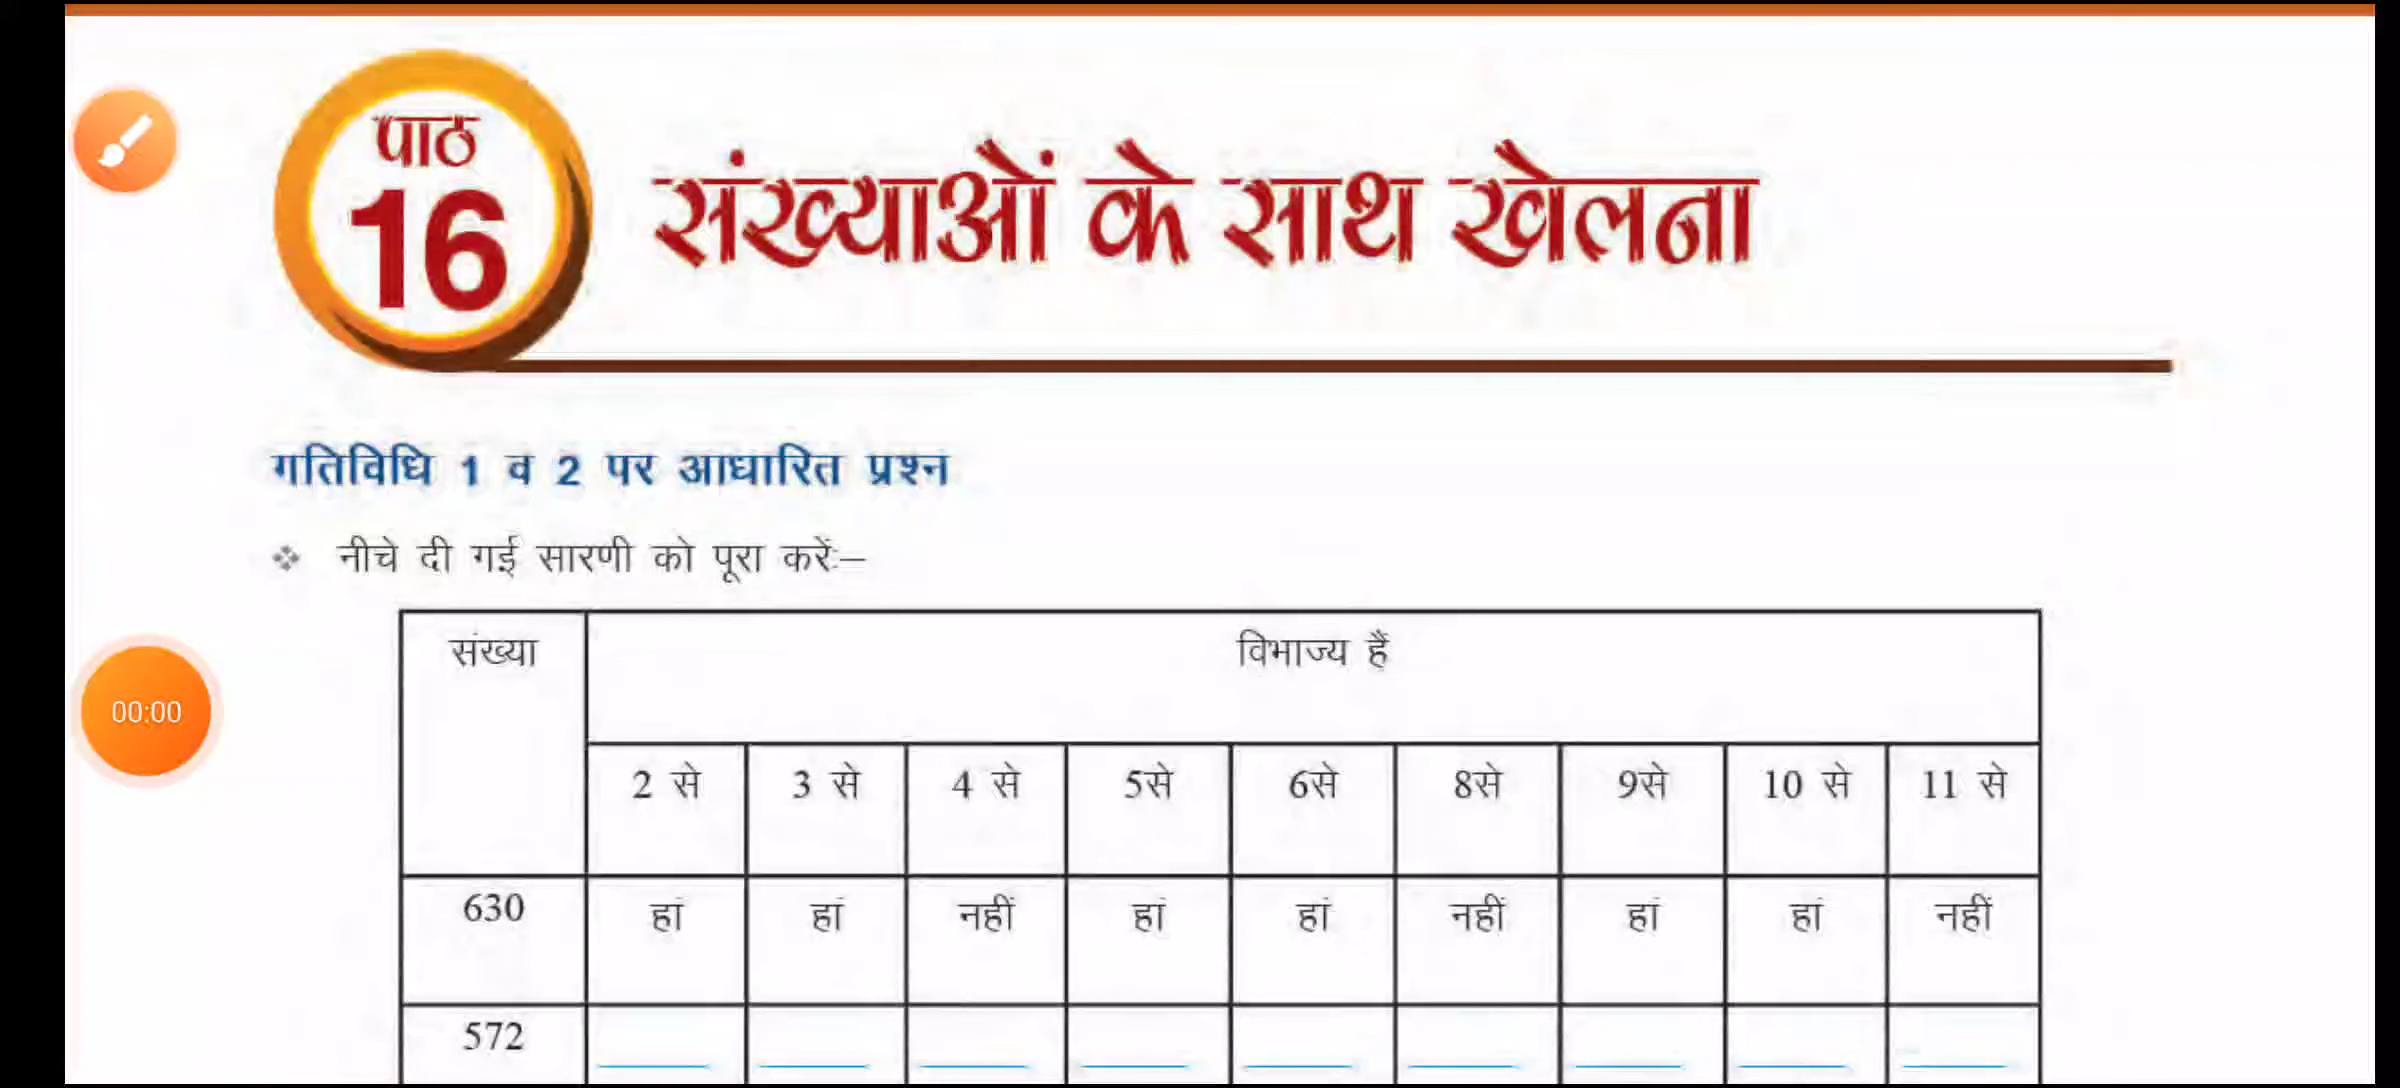 पाठ
16
संख्याओं के साथ खेलना
गतिविधि 1 व 2 पर आधारित प्रश्न
❖ नीचे दी गई सारणी को पूरा करें:–
00:00
संख्या विभाज्य हैं
2 से 3 से 4 से 5से 6से 8से 9से 10 से 11 से
630 हां हां नहीं हां हां नहीं हां हां नहीं
572